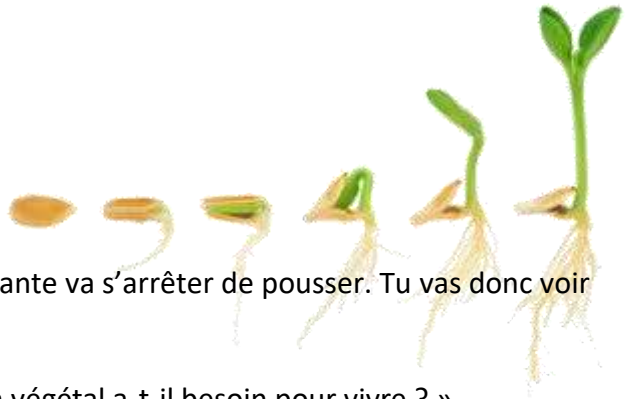 ante va s’arrêter de pousser. Tu vas donc voir
végétal a-t-il besoin pour vivre ? »